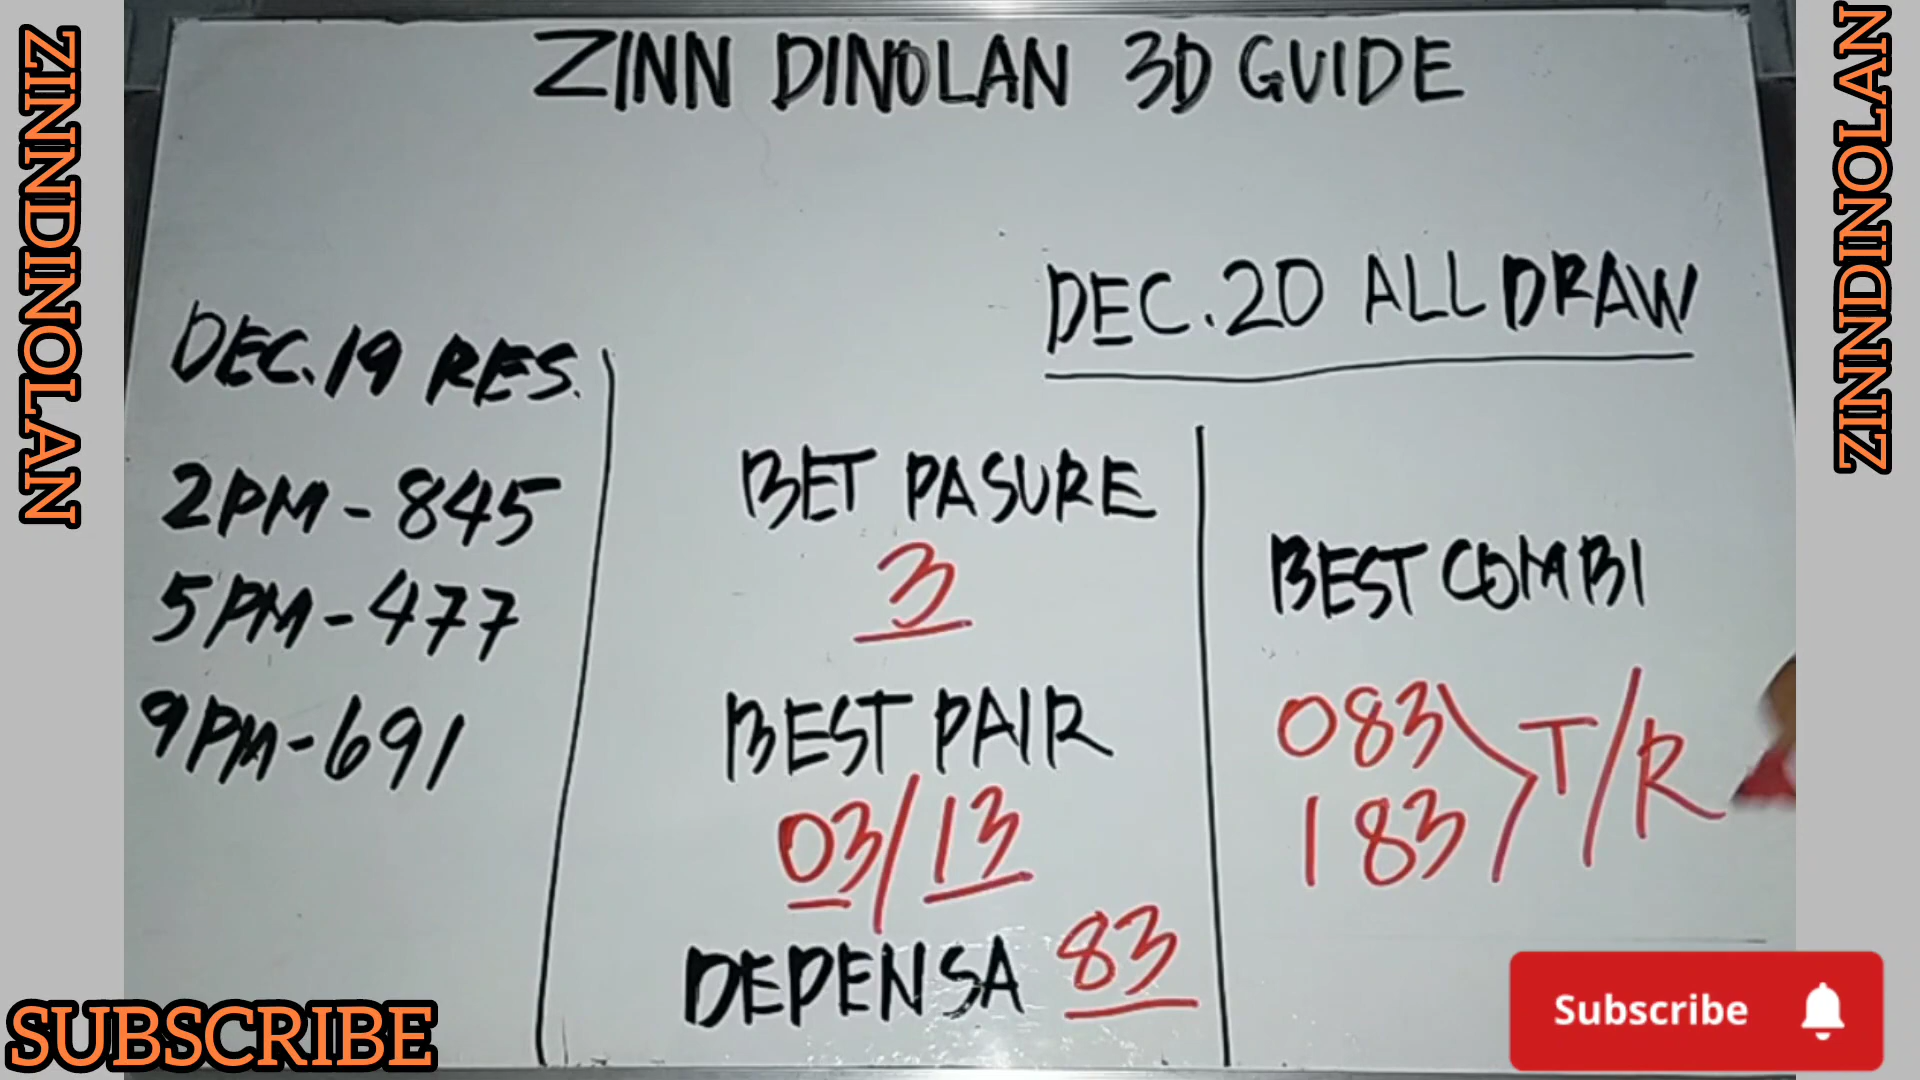 ZINN DINOLAN 3D GUIDE
ZINNDINOLAN
ZINNDINOLAN
DEC. 19 RES.
2PM - 845
5PM - 477
9PM - 691
DEC. 20 ALL DRAW
BET PASURE
3
BEST PAIR
03/13
DEPENSA 83
BEST COMBI
083
183
T/R
SUBSCRIBE
Subscribe